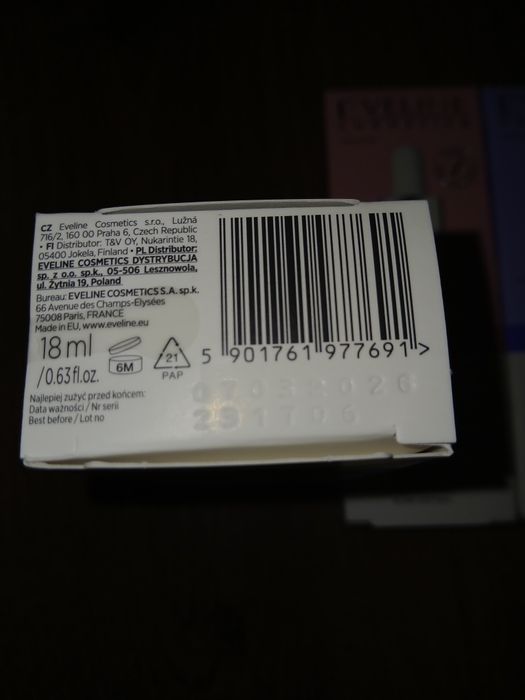 CZ Eveline Cosmetics s.r.o., Lužná
716/2, 160 00 Praha 6, Czech Republic
• FI Distributor: T&V OY, Nukarintie 18,
05400 Jokela, Finland • PL Distributor:
EVELINE COSMETICS DYSTRYBUCJA
sp. z o.o. sp.k., 05-506 Lesznowola,
ul. Żytnia 19, Poland
Bureau: EVELINE COSMETICS S.A. sp.k.
66 Avenue des Champs-Elysées
75008 Paris, FRANCE
Made in EU, www.eveline.eu
18 ml
/0.63 fl.oz.
6M
21
PAP
5 901761 977691 >
Najlepiej zużyć przed końcem:
Data ważności / Nr serii
Best before / Lot no
07032026
251706
EVELINE